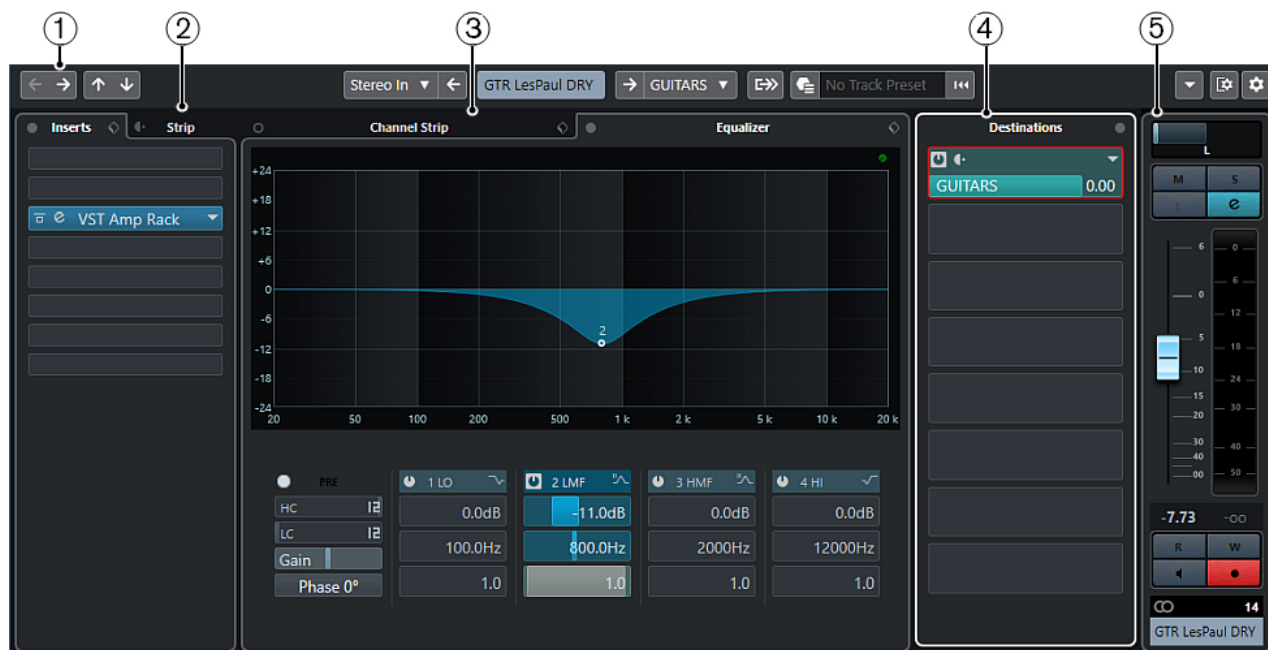 1 2 3 4 5
Stereo In GTR LesPaul DRY GUITARS No Track Preset
Inserts Strip Channel Strip Equalizer Destinations
L
M S
L e
VST Amp Rack
GUITARS 0.00
+24
+18
+12
+6
0
-6
-12
-18
-24
2
20 50 100 200 500 1 k 2 k 5 k 10 k 20 k
6
0
5
10
15
20
30
40
00
0
6
12
18
24
30
40
50
PRE 1 LO 2 LMF 3 HMF 4 HI
HC 12 0.0dB -11.0dB 0.0dB 0.0dB
LC 12 100.0Hz 800.0Hz 2000Hz 12000Hz
Gain
Phase 0° 1.0 1.0 1.0 1.0
-7.73 -oo
R W
14
GTR LesPaul DRY